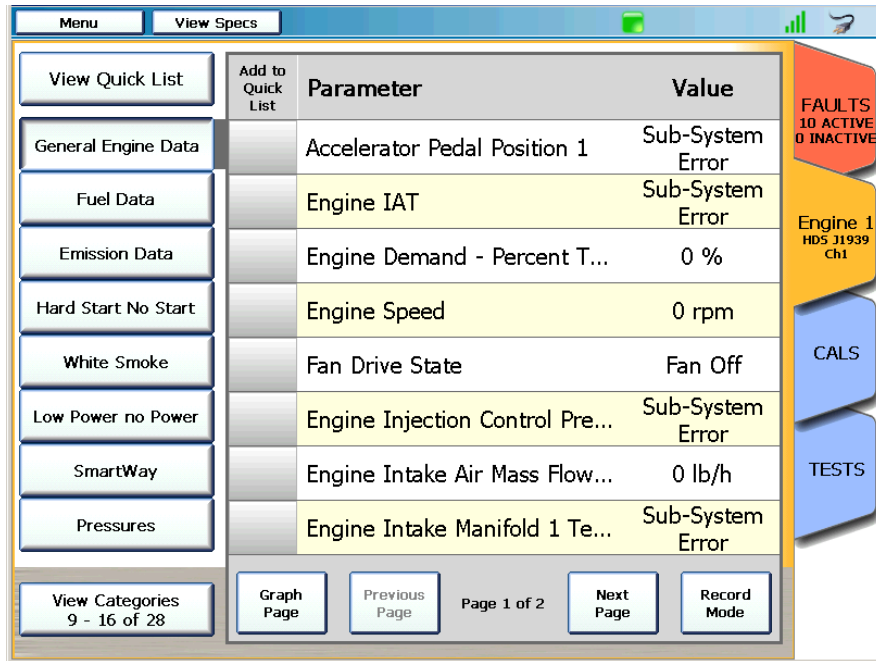 Menu
View Specs
View Quick List
General Engine Data
Fuel Data
Emission Data
Hard Start No Start
White Smoke
Low Power no Power
SmartWay
Pressures
View Categories
9 - 16 of 28
Add to
Quick
List
Parameter
Value
Accelerator Pedal Position 1
Sub-System
Error
Engine IAT
Sub-System
Error
Engine Demand - Percent T...
0 %
Engine Speed
0 rpm
Fan Drive State
Fan Off
Engine Injection Control Pre...
Sub-System
Error
Engine Intake Air Mass Flow...
0 lb/h
Engine Intake Manifold 1 Te...
Sub-System
Error
Graph
Page
Previous
Page
Page 1 of 2
Next
Page
Record
Mode
FAULTS
10 ACTIVE
0 INACTIVE
Engine 1
HD5 J1939
Ch1
CALS
TESTS